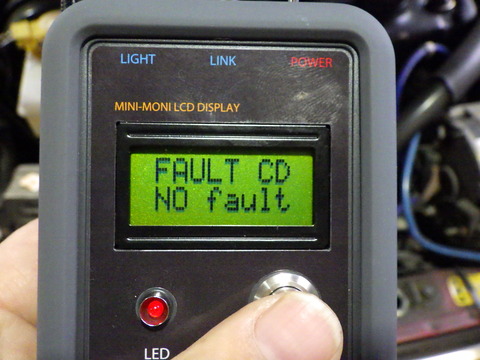 LIGHT LINK POWER
MINI-MONI LCD DISPLAY
FAULT CD
NO fault
LED